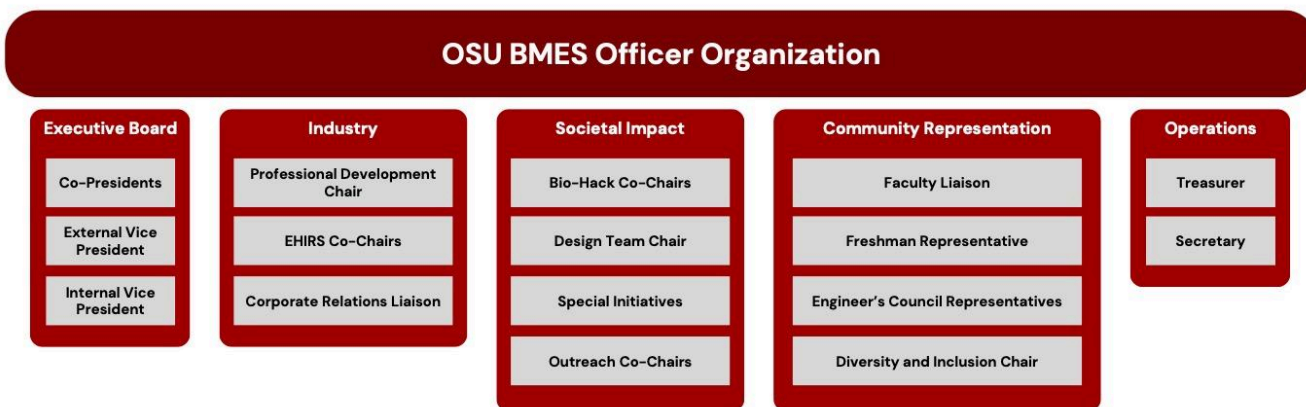 OSU BMES Officer Organization
Executive Board
Co-Presidents
External Vice
President
Internal Vice
President
Industry
Professional Development
Chair
EHIRS Co-Chairs
Corporate Relations Liaison
Societal Impact
Bio-Hack Co-Chairs
Design Team Chair
Special Initiatives
Outreach Co-Chairs
Community Representation
Faculty Liaison
Freshman Representative
Engineer's Council Representatives
Diversity and Inclusion Chair
Operations
Treasurer
Secretary